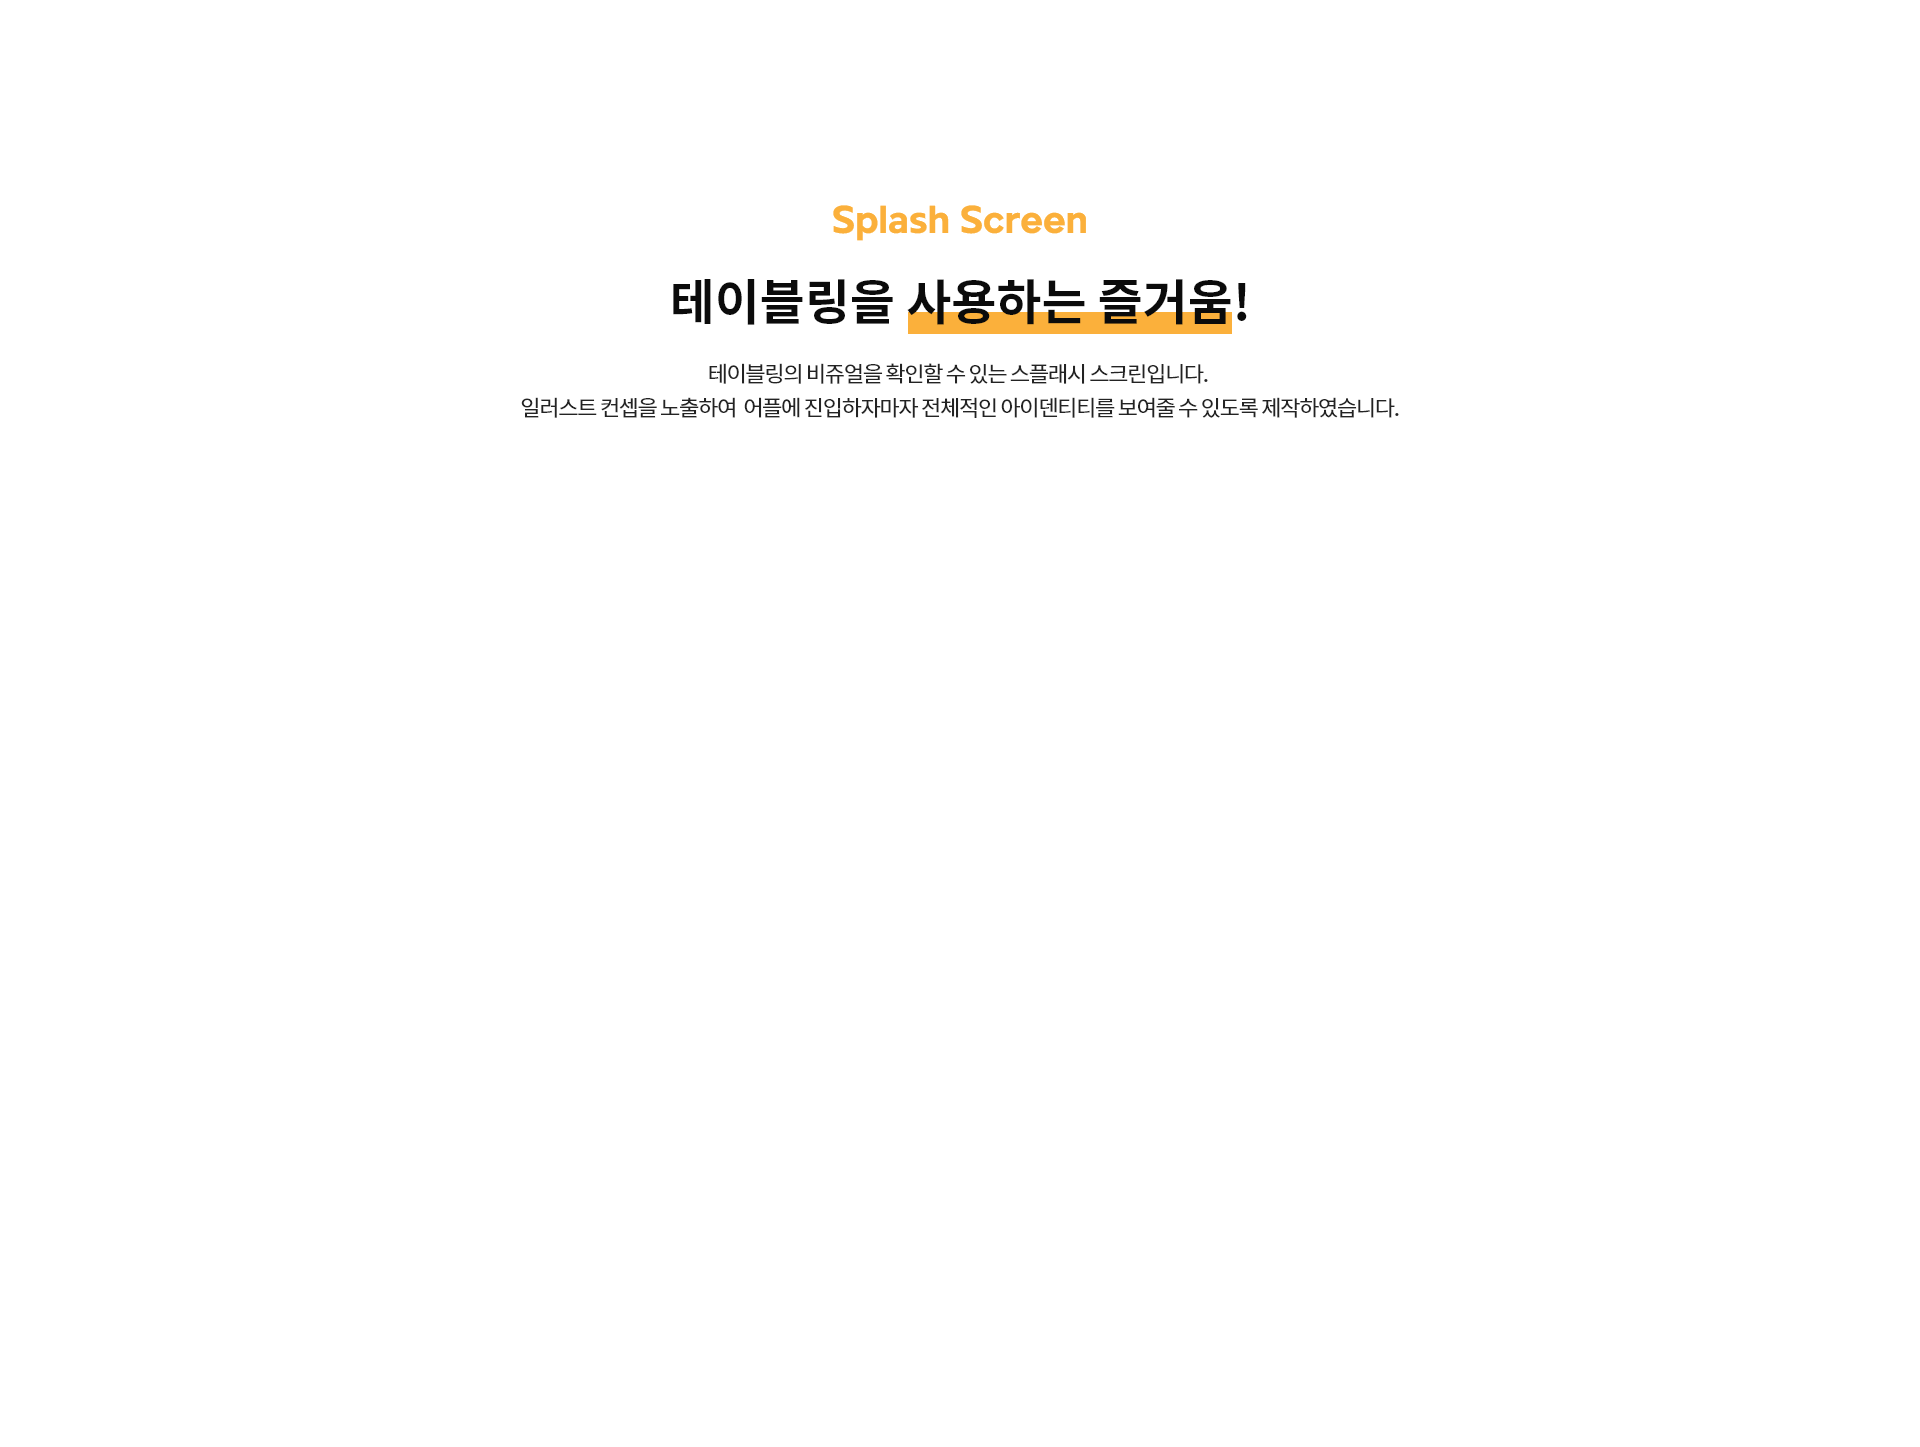 Splash Screen
테이블링을 사용하는 즐거움!
테이블링의 비쥬얼을 확인할 수 있는 스플래시 스크린입니다.
일러스트 컨셉을 노출하여 어플에 진입하자마자 전체적인 아이덴티티를 보여줄 수 있도록 제작하였습니다.